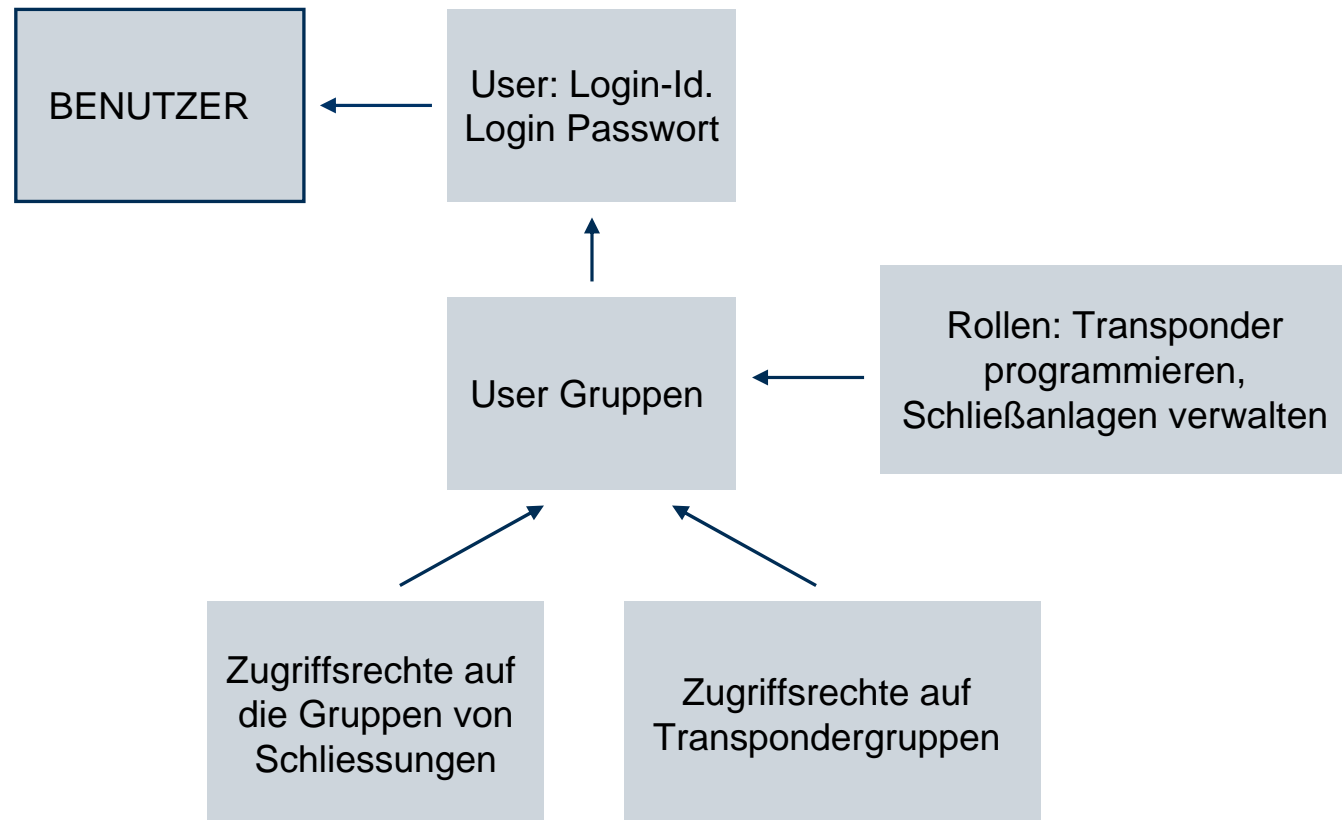 BENUTZER
User: Login-Id.
Login Passwort
User Gruppen
Rollen: Transponder
programmieren,
Schließanlagen verwalten
Zugriffsrechte auf
die Gruppen von
Schliessungen
Zugriffsrechte auf
Transpondergruppen